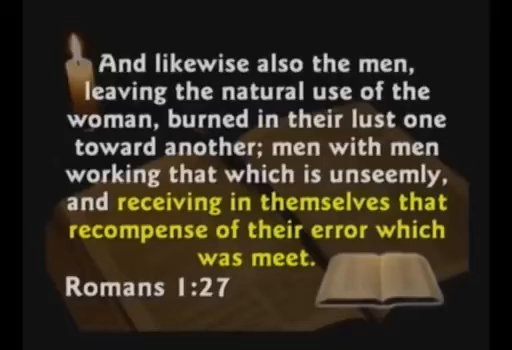 And likewise also the men,
leaving the natural use of the
woman, burned in their lust one
toward another; men with men
working that which is unseemly,
and receiving in themselves that
recompense of their error which
was meet.
Romans 1:27